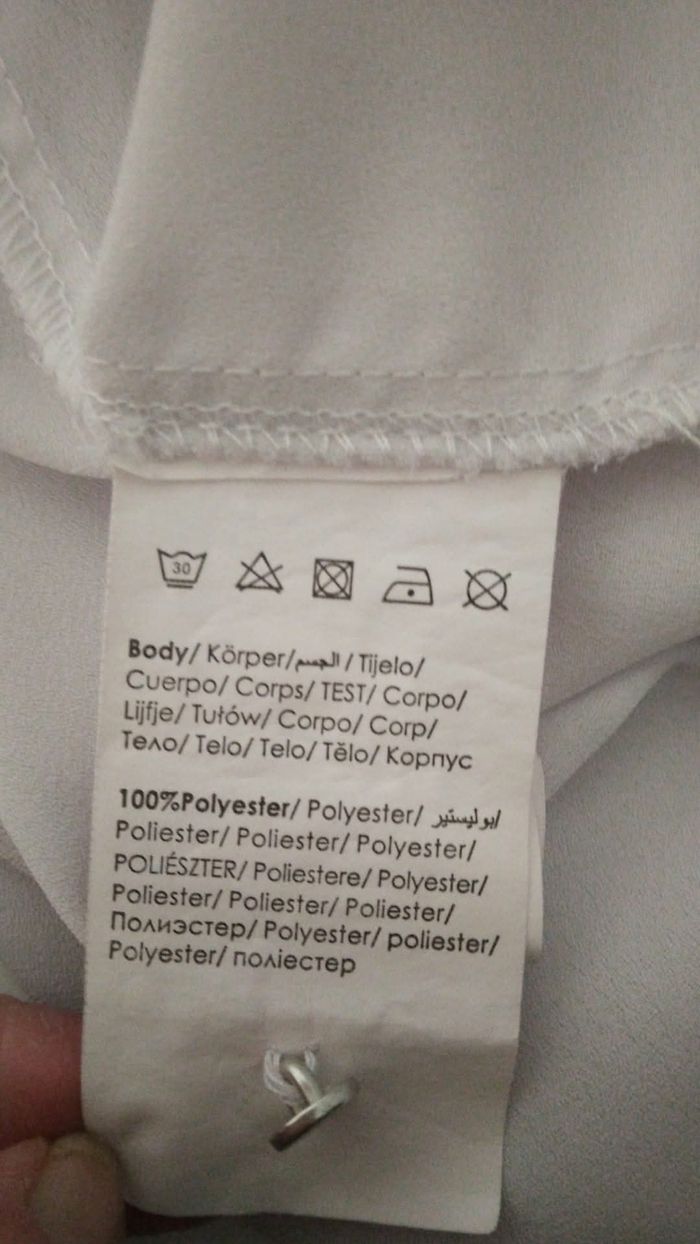 30
Body/ Körper/الجسم/ Tijelo/
Cuerpo/ Corps/ TEST/ Corpo/
Lijfje/ Tułów/ Corpo/ Corp/
Тело/ Telo/ Telo/ Tělo/ Корпус
100%Polyester/ Polyester/ بوليستير/
Poliester/ Poliester/ Polyester/
POLIÉSZTER/ Poliestere/ Polyester/
Poliester/ Poliester/ Poliester/
Полиэстер/ Polyester/ poliester/
Polyester/ поліестер